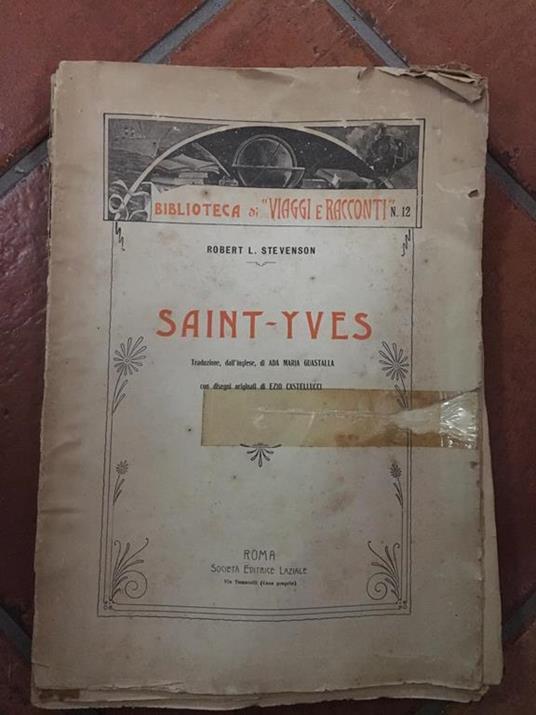 BIBLIOTECA di "VIAGGI E RACCONTI" N. 12
ROBERT L. STEVENSON
SAINT-YVES
Traduzione, dall'inglese, di ADA MARIA GUASTALLA
con disegni originali di EZIO CASTELLUCCI
ROMA
SOCIETÀ EDITRICE LAZIALE
Via Tomacelli (Casa propria)